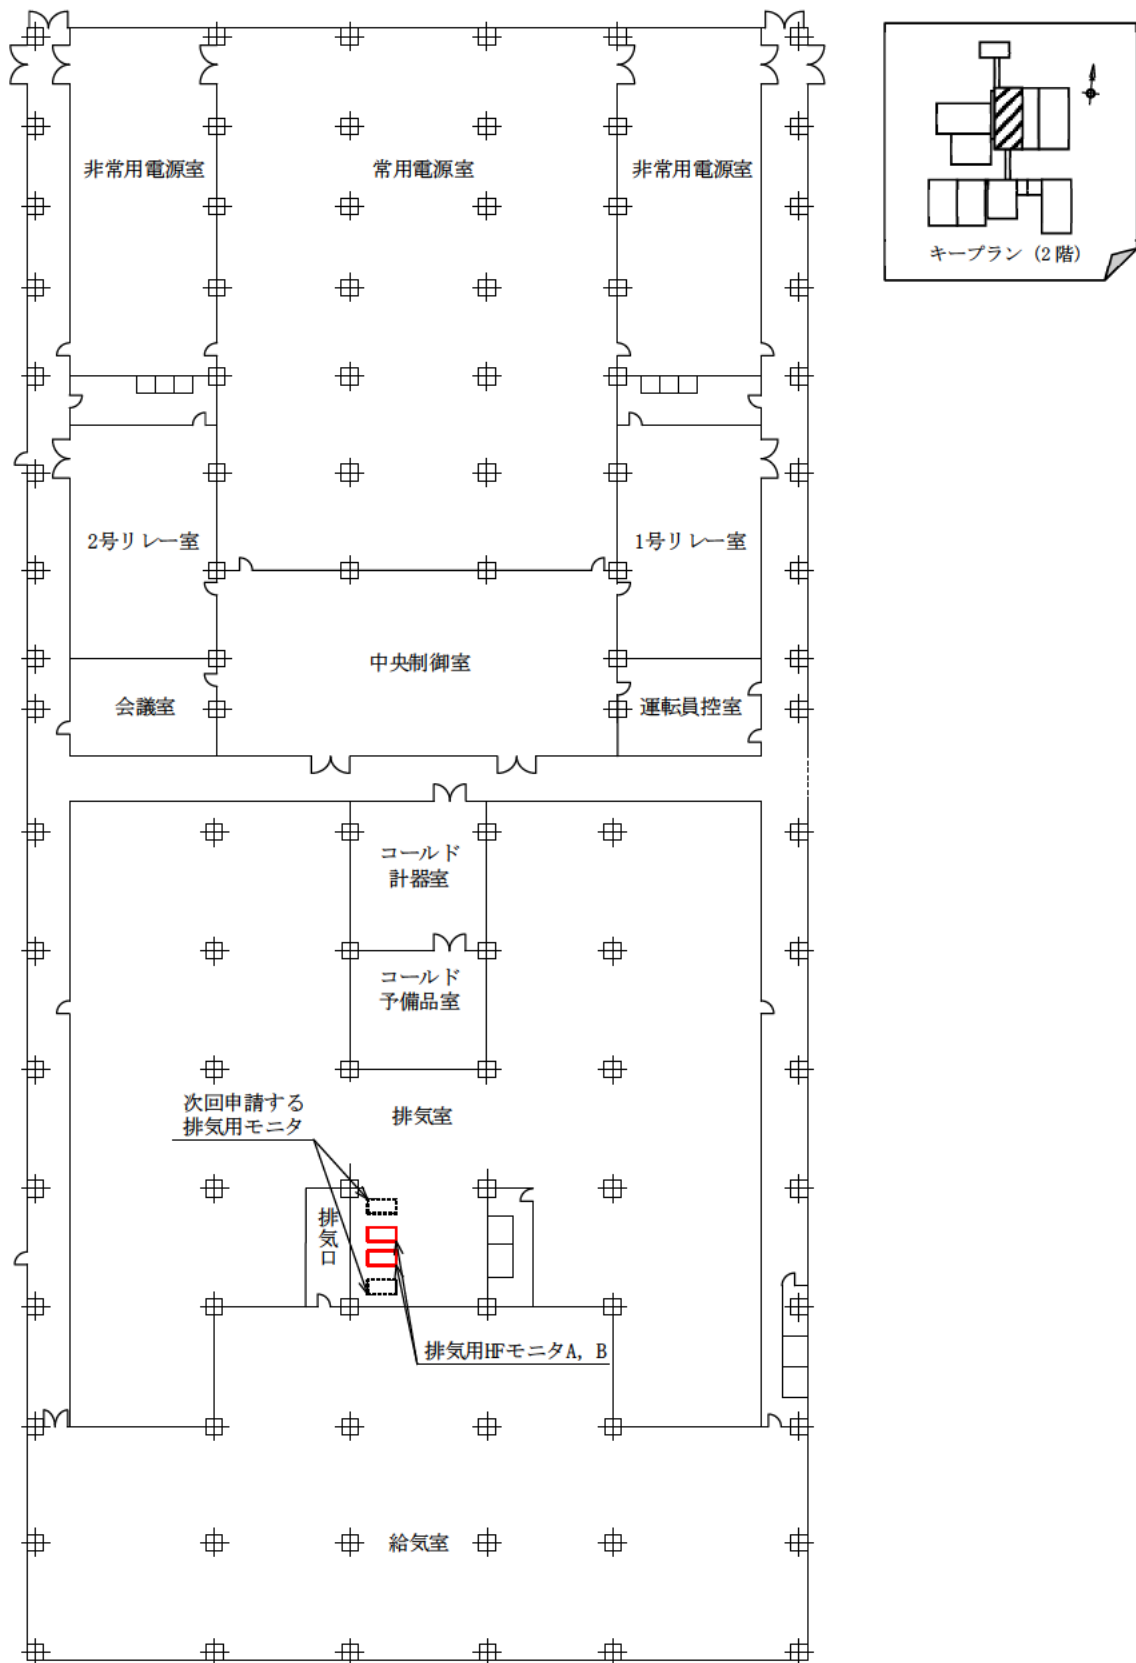 非常用電源室
常用電源室
非常用電源室
キープラン（2階）
2号リレー室
1号リレー室
中央制御室
会議室
運転員控室
コールド
計器室
コールド
予備品室
次回申請する
排気用モニタ
排気室
排気口
排気用HFモニタA, B
給気室